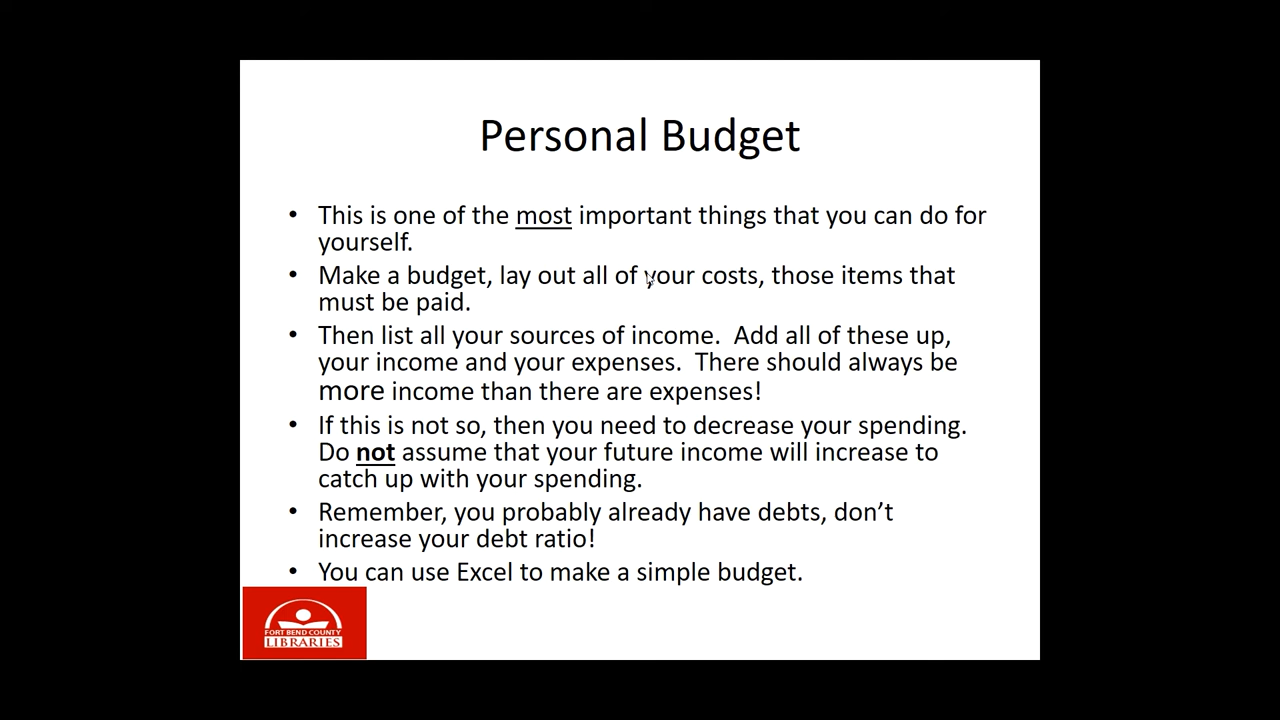 Personal Budget
• This is one of the most important things that you can do for
yourself.
• Make a budget, lay out all of your costs, those items that
must be paid.
• Then list all your sources of income.  Add all of these up,
your income and your expenses.  There should always be
more income than there are expenses!
• If this is not so, then you need to decrease your spending.
Do not assume that your future income will increase to
catch up with your spending.
• Remember, you probably already have debts, don’t
increase your debt ratio!
• You can use Excel to make a simple budget.
FORT BEND COUNTY
LIBRARIES